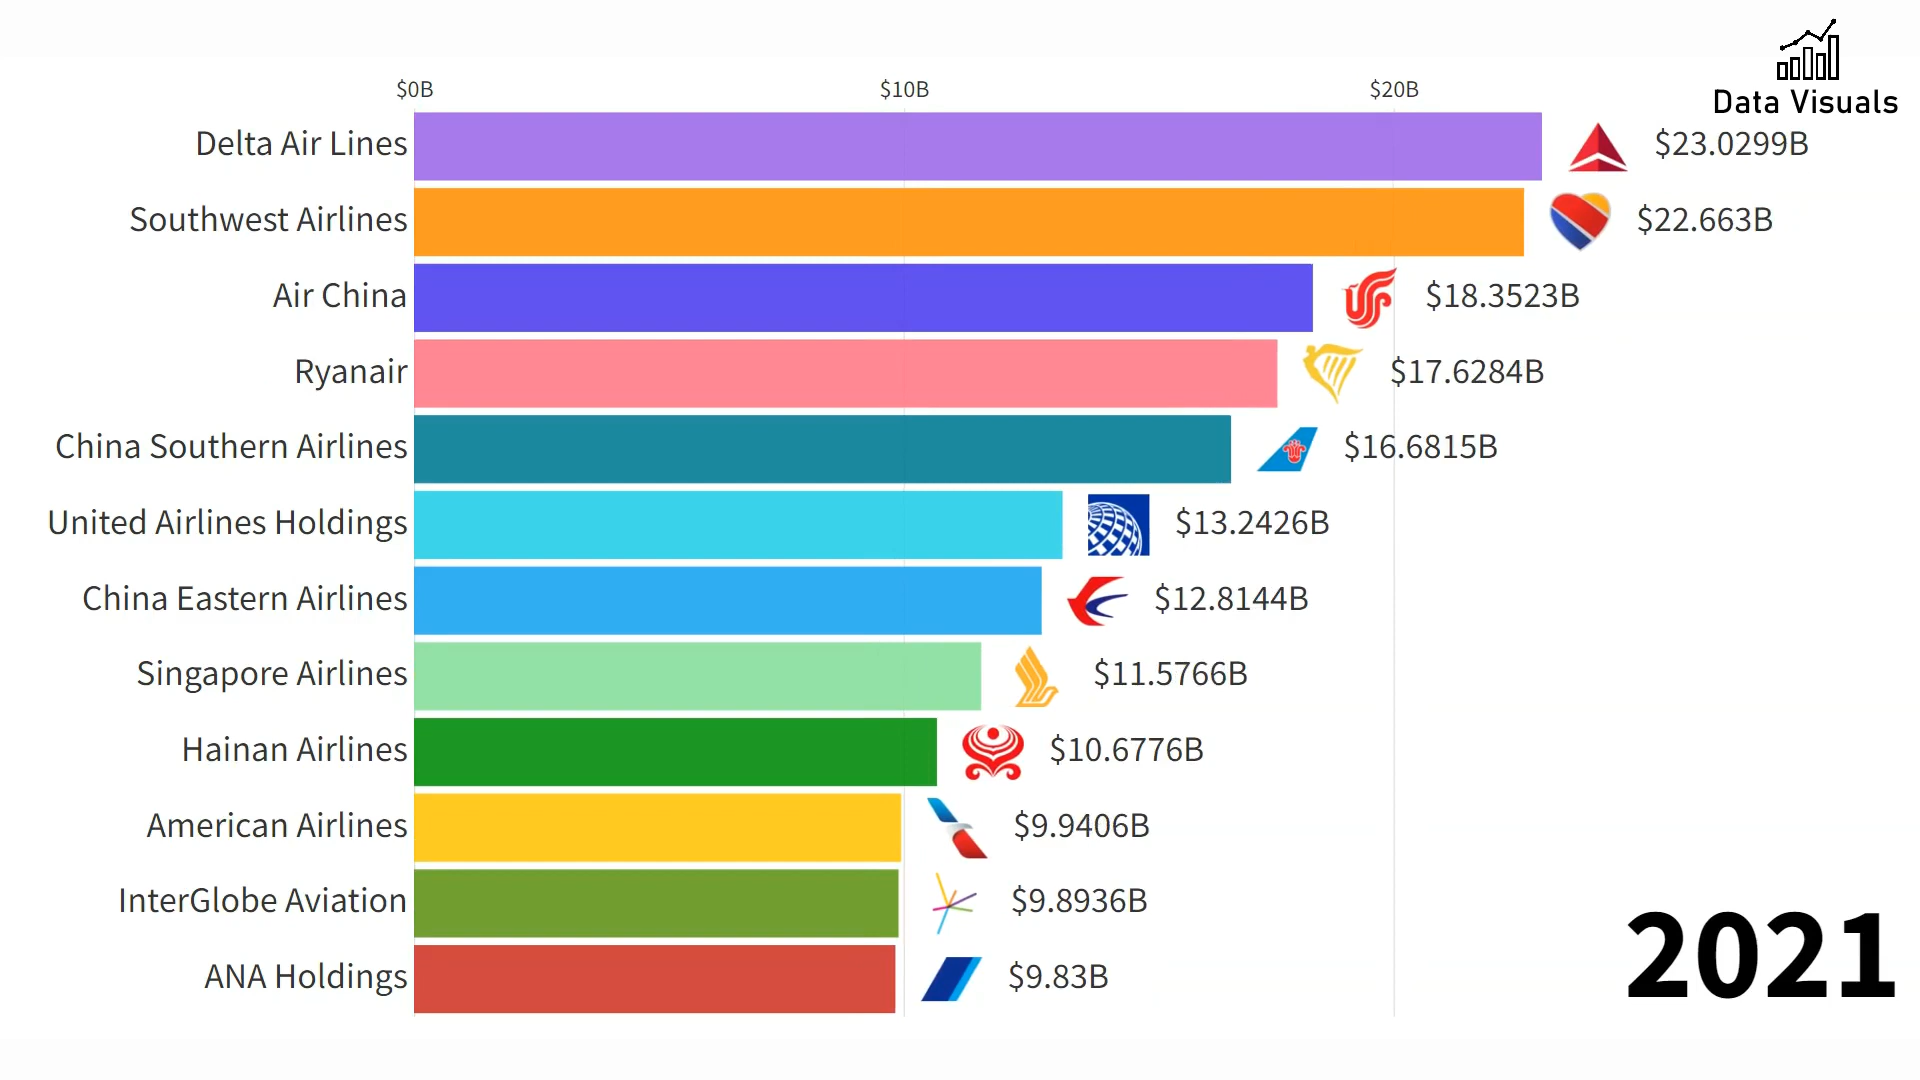 Data Visuals
$0B $10B $20B
Delta Air Lines $23.0299B
Southwest Airlines $22.663B
Air China $18.3523B
Ryanair $17.6284B
China Southern Airlines $16.6815B
United Airlines Holdings $13.2426B
China Eastern Airlines $12.8144B
Singapore Airlines $11.5766B
Hainan Airlines $10.6776B
American Airlines $9.9406B
InterGlobe Aviation $9.8936B
ANA Holdings $9.83B
2021